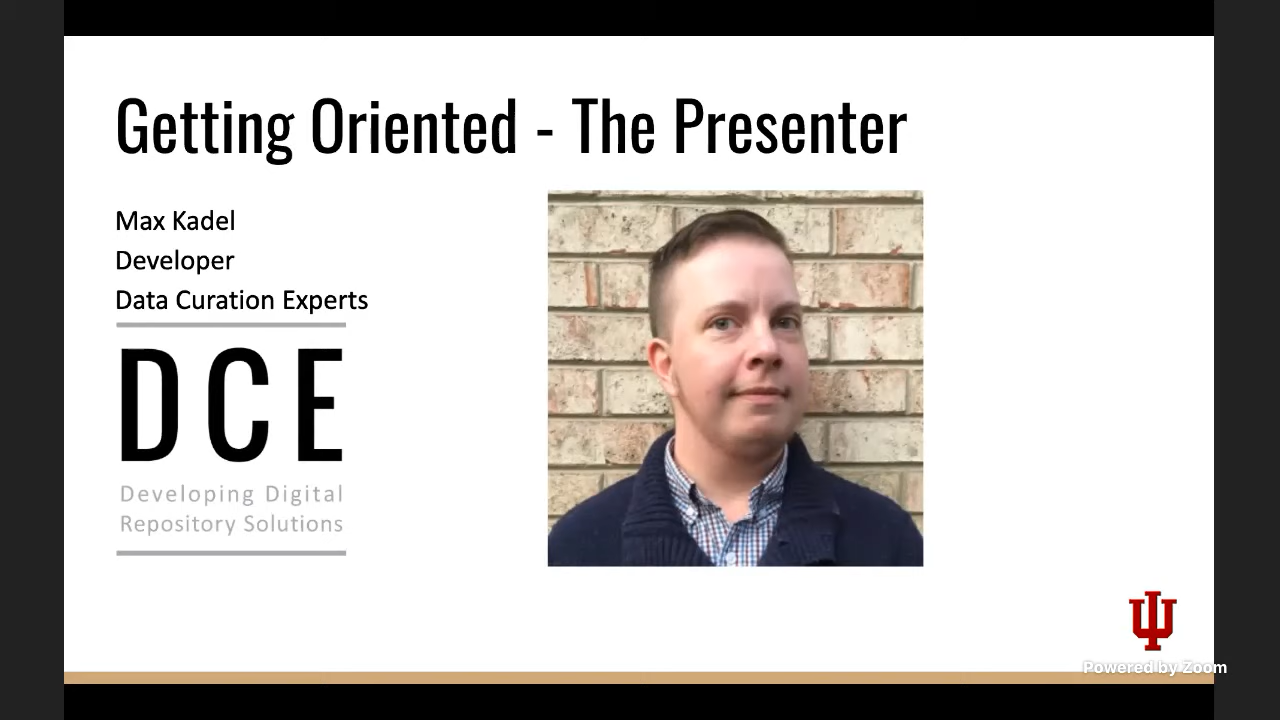 Getting Oriented - The Presenter
Max Kadel
Developer
Data Curation Experts
DCE
Developing Digital
Repository Solutions
Powered by Zoom